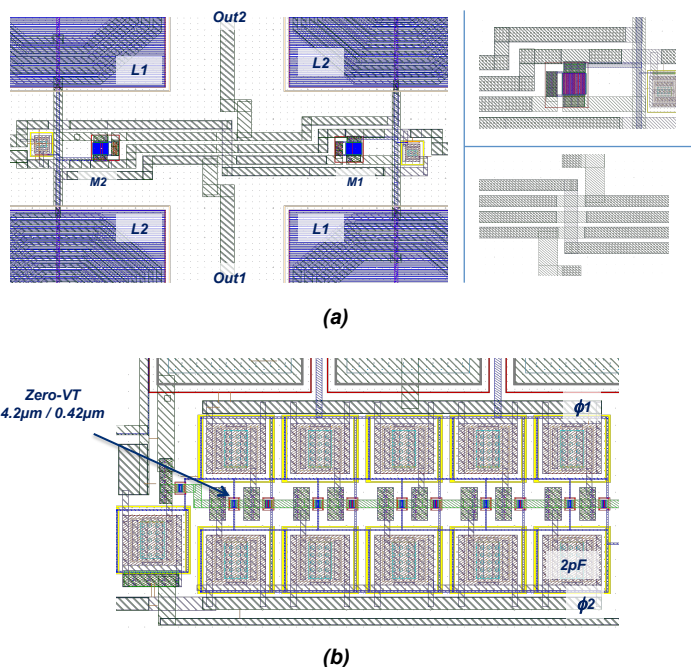 Out2
L1
L2
M2
M1
L2
L1
Out1
(a)
Zero-VT
4.2μm / 0.42μm
ϕ1
2pF
ϕ2
(b)